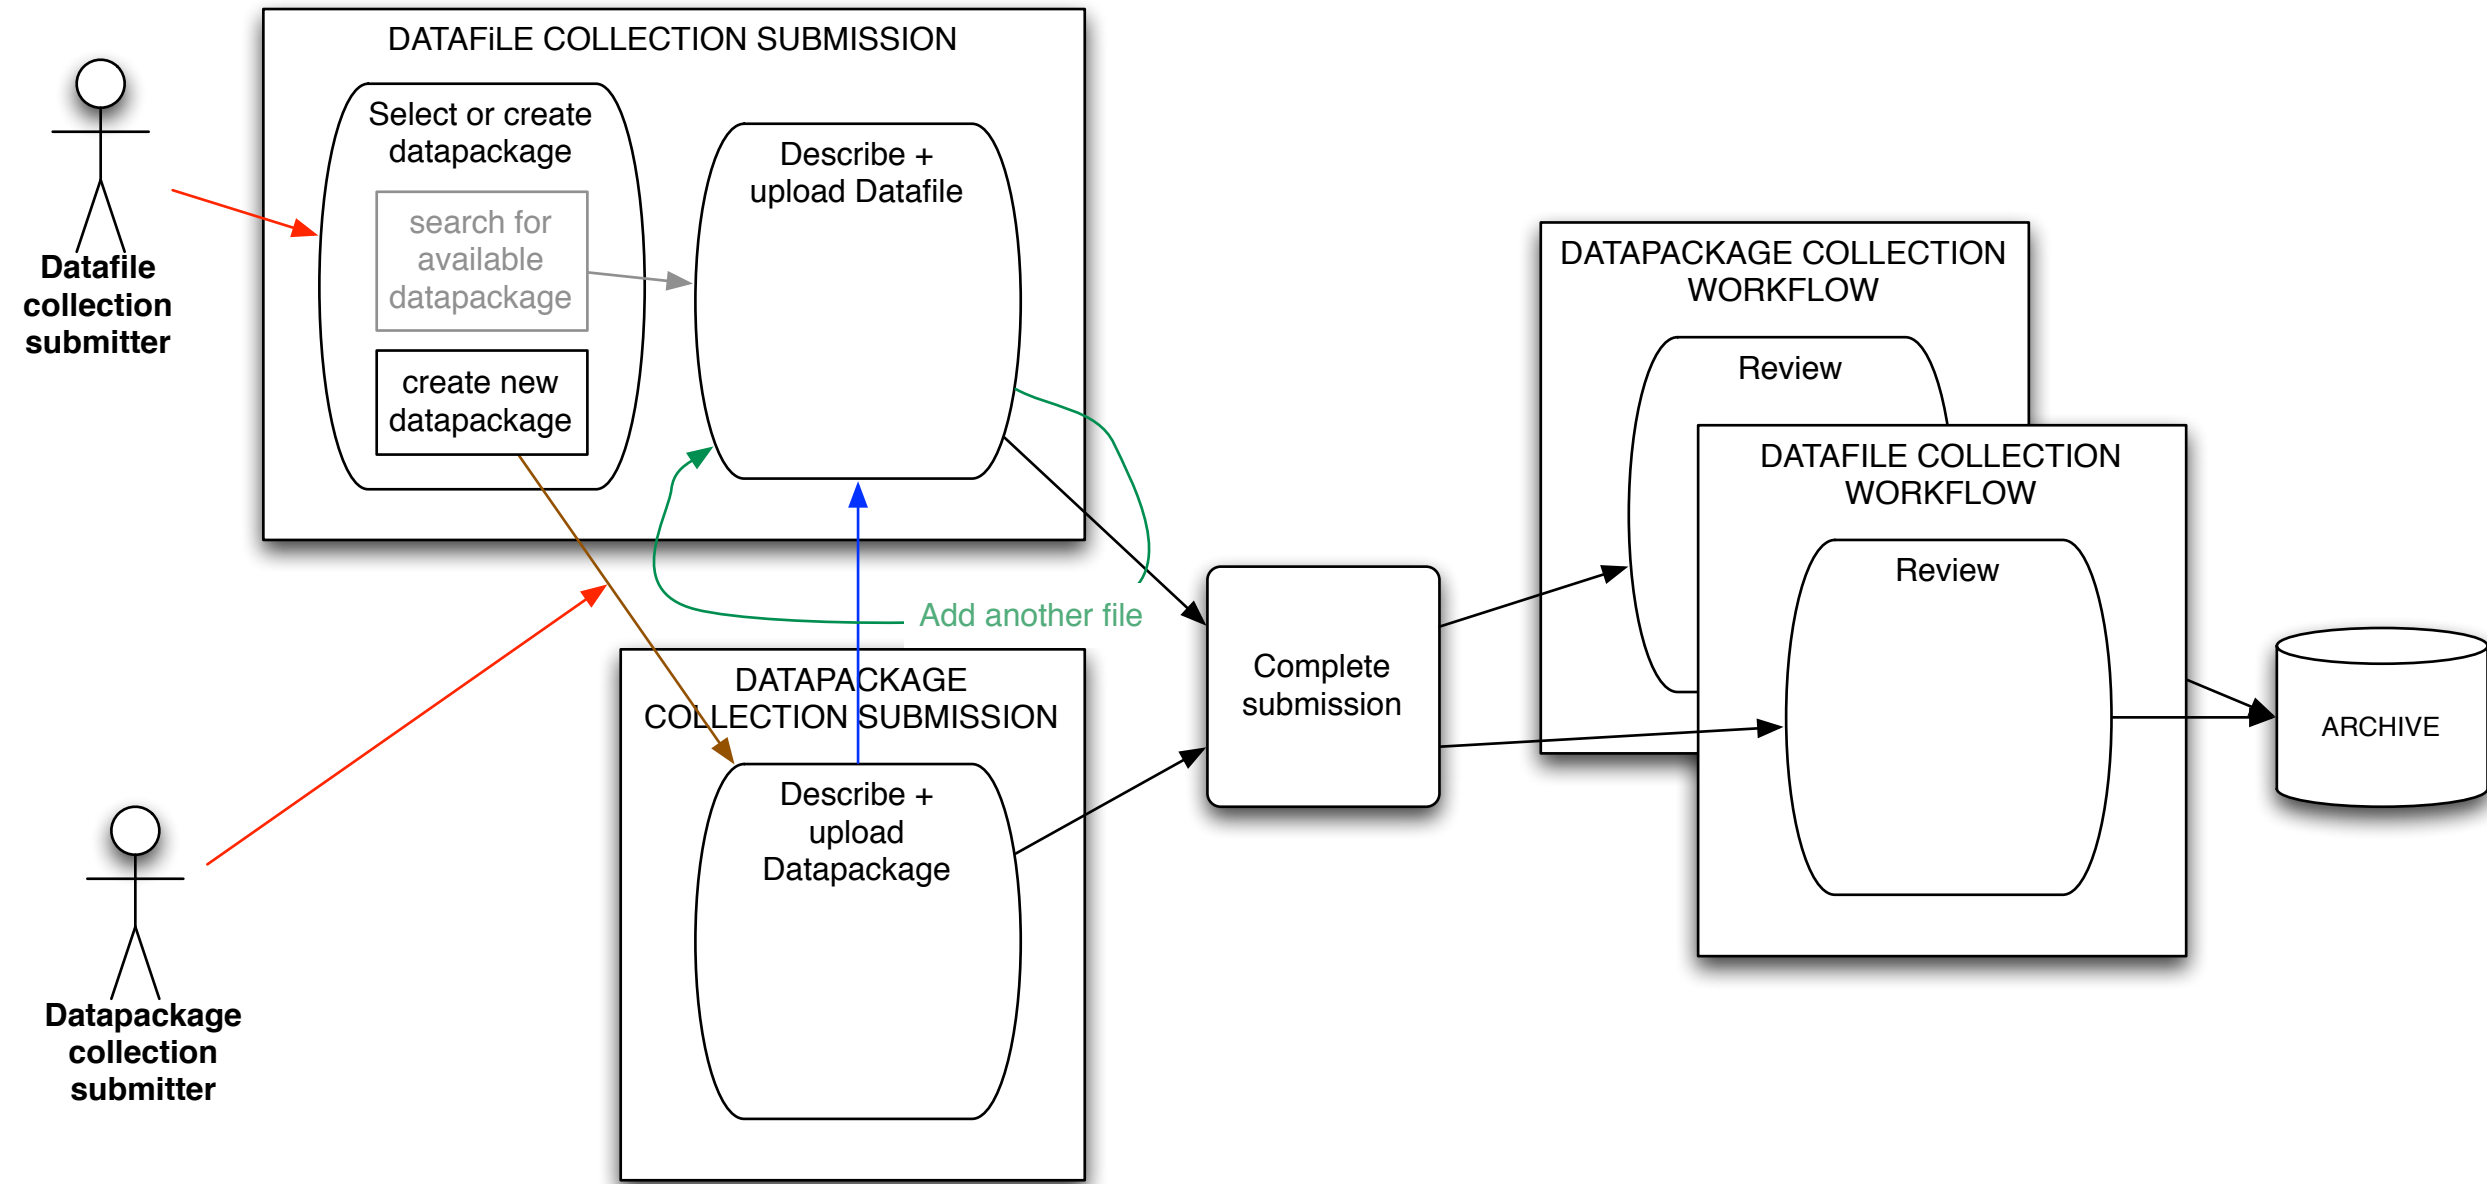 DATAFiLE COLLECTION SUBMISSION
Select or create
datapackage
search for
available
datapackage
create new
datapackage
Describe +
upload Datafile
Datafile
collection
submitter
Add another file
DATAPACKAGE
COLLECTION SUBMISSION
Describe +
upload
Datapackage
Datapackage
collection
submitter
Complete
submission
DATAPACKAGE COLLECTION
WORKFLOW
Review
DATAFILE COLLECTION
WORKFLOW
Review
ARCHIVE